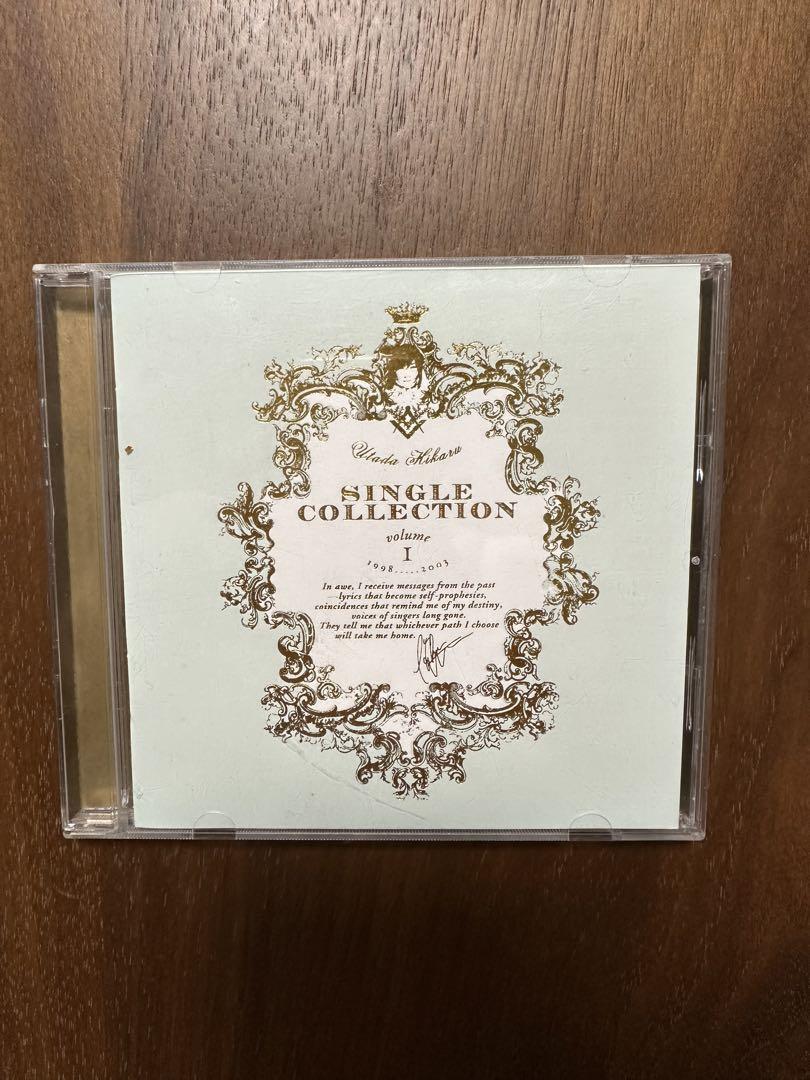 Utada Hikaru
SINGLE
COLLECTION
volume
I
1998.....2003
In awe, I receive messages from the past
—lyrics that become self-prophesies,
coincidences that remind me of my destiny,
voices of singers long gone.
They tell me that whichever path I choose
will take me home.